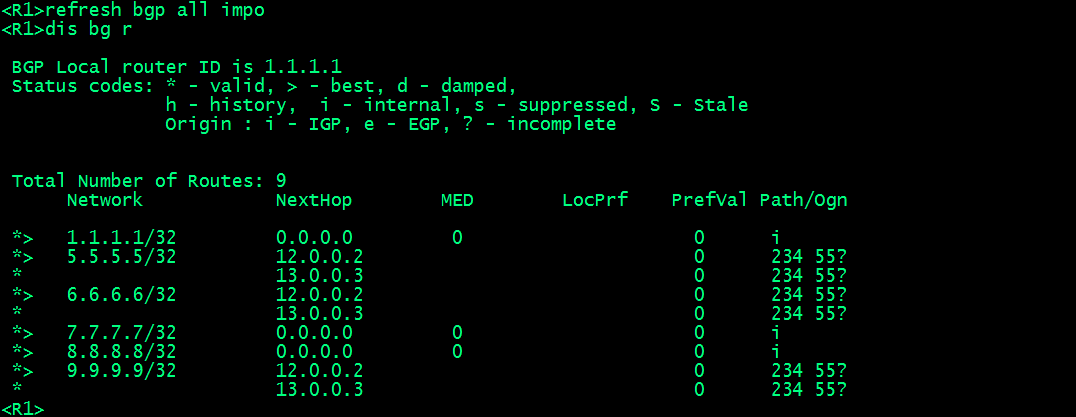 <R1>refresh bgp all impo
<R1>dis bg r
BGP Local router ID is 1.1.1.1
Status codes: * - valid, > - best, d - damped,
h - history,  i - internal, s - suppressed, S - Stale
Origin : i - IGP, e - EGP, ? - incomplete
Total Number of Routes: 9
Network            NextHop        MED        LocPrf    PrefVal Path/Ogn
*>   1.1.1.1/32         0.0.0.0         0                     0      i
*>   5.5.5.5/32         12.0.0.2                              0      234 55?
*                       13.0.0.3                              0      234 55?
*>   6.6.6.6/32         12.0.0.2                              0      234 55?
*                       13.0.0.3                              0      234 55?
*>   7.7.7.7/32         0.0.0.0         0                     0      i
*>   8.8.8.8/32         0.0.0.0         0                     0      i
*>   9.9.9.9/32         12.0.0.2                              0      234 55?
*                       13.0.0.3                              0      234 55?
<R1>